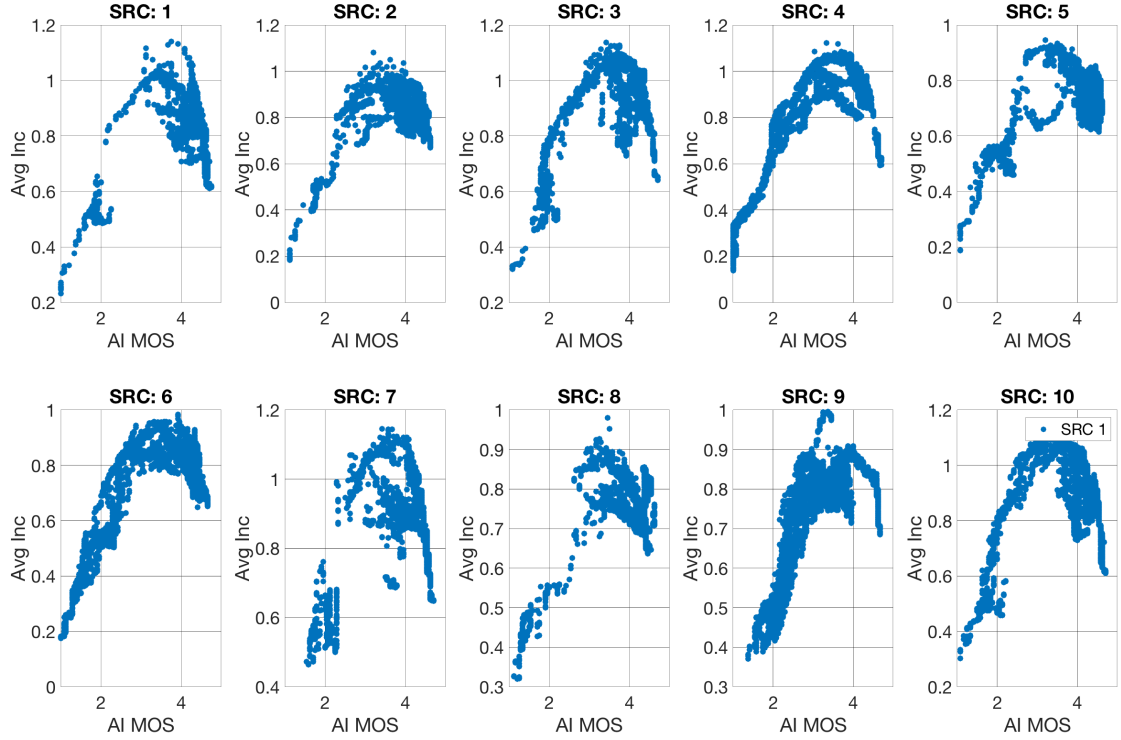 SRC: 1 SRC: 2 SRC: 3 SRC: 4 SRC: 5
1.2 1.2 1.2 1.2 1
1 1 1 1 0.8
0.8 0.8 0.8 0.8 0.6
0.6 0.6 0.6 0.6 0.4
0.4 0.4 0.4 0.4 0.2
0.2 0.2 0
0.2 0 0.2 0 0
Avg Inc Avg Inc Avg Inc Avg Inc Avg Inc
2 4 2 4 2 4 2 4 2 4
AI MOS AI MOS AI MOS AI MOS AI MOS
SRC: 6 SRC: 7 SRC: 8 SRC: 9 SRC: 10
1 1.2 1 1 1.2
SRC 1
0.8 1 0.9 0.9 1
0.6 0.8 0.8 0.8 0.8
0.4 0.6 0.7 0.7 0.6
0.2 0.6 0.6 0.4
0.5 0.5
0.4 0.4
0 0.4 0.3 0.3 0.2
Avg Inc Avg Inc Avg Inc Avg Inc Avg Inc
2 4 2 4 2 4 2 4 2 4
AI MOS AI MOS AI MOS AI MOS AI MOS